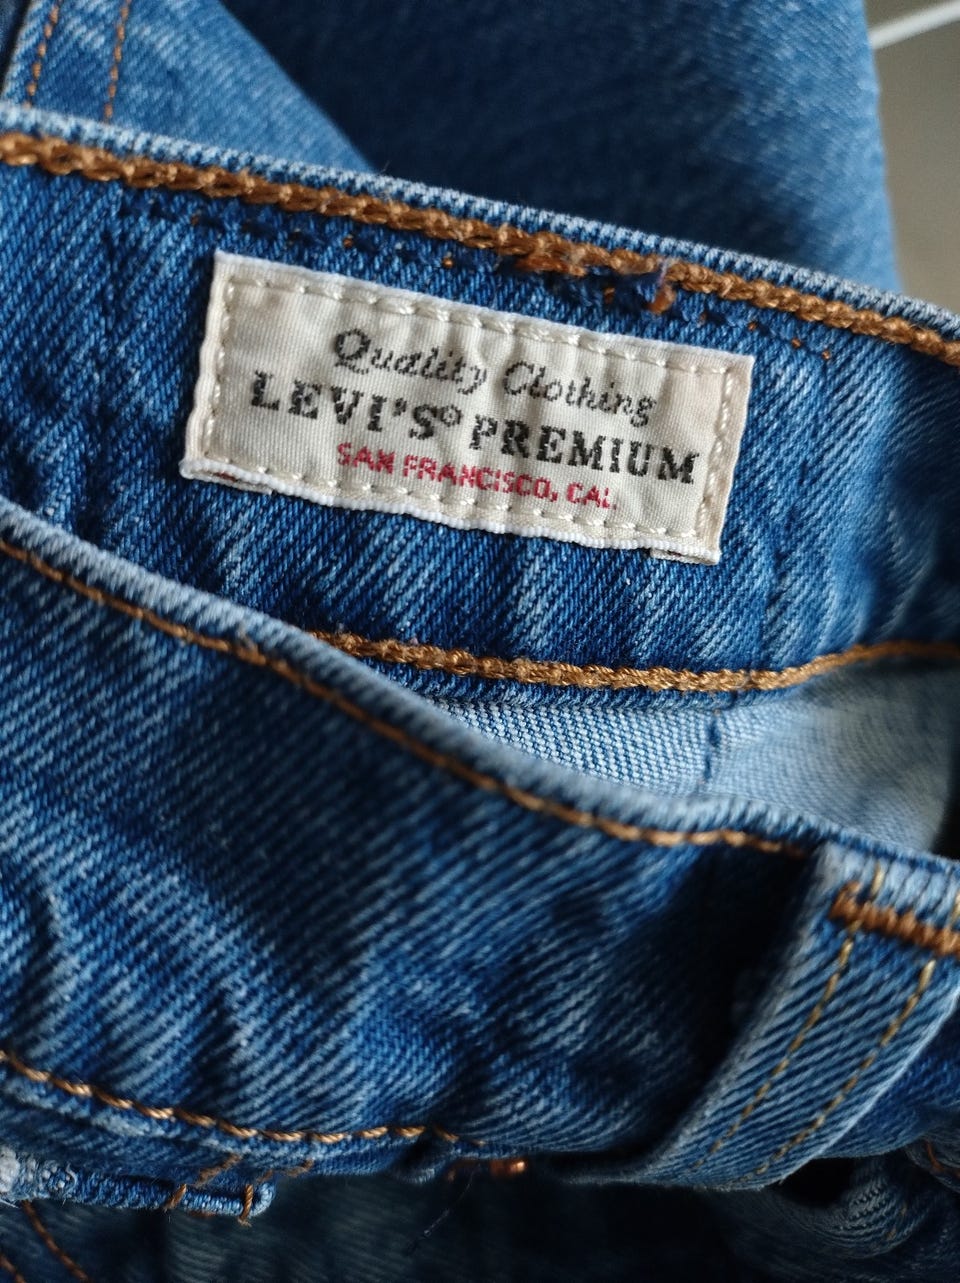 Quality Clothing
LEVI'S® PREMIUM
SAN FRANCISCO, CAL.